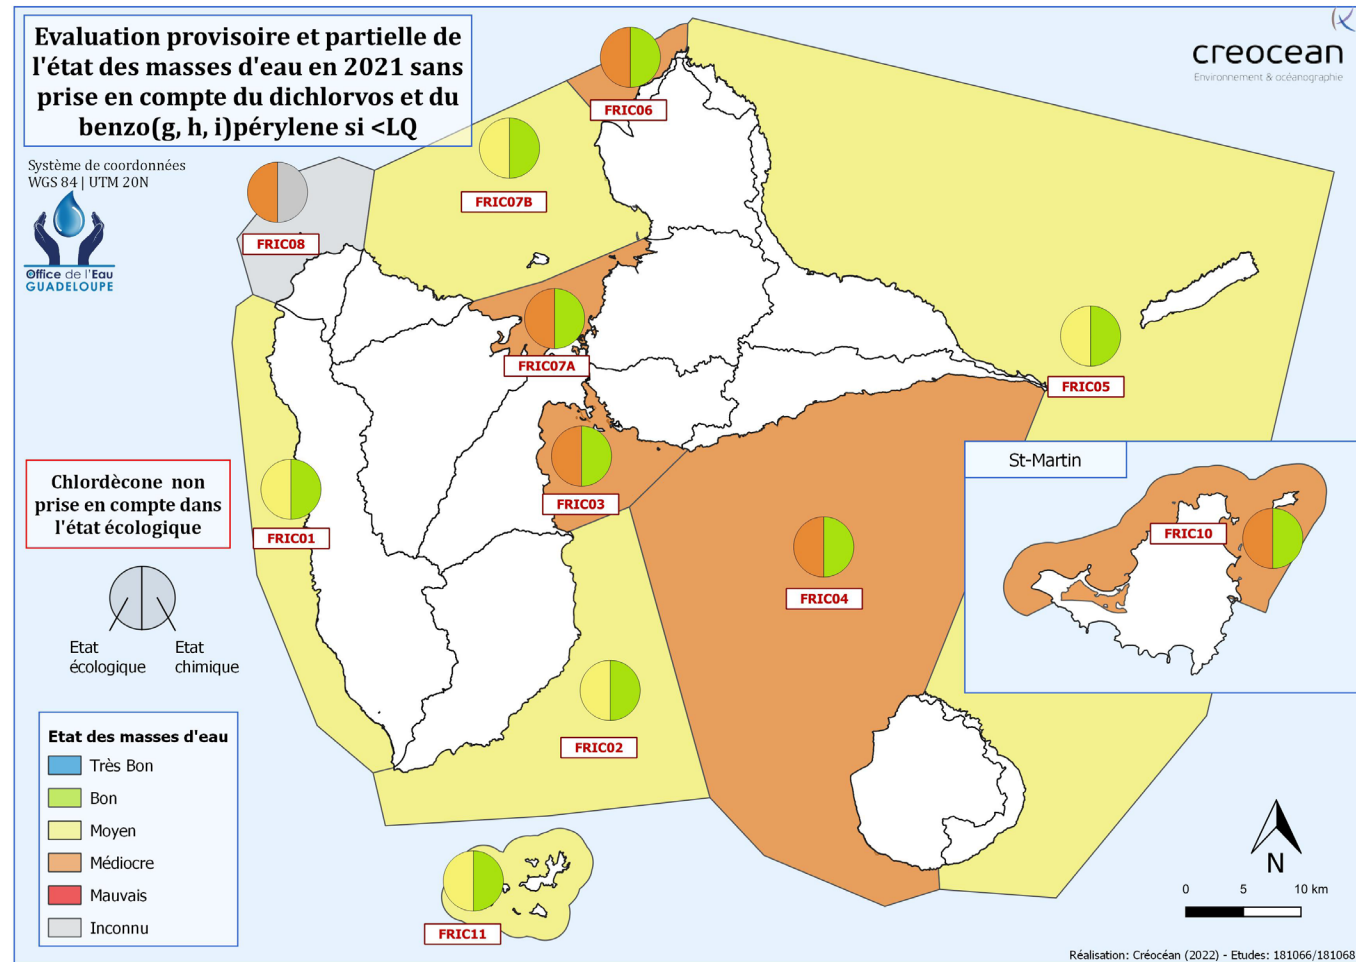 Evaluation provisoire et partielle de
l'état des masses d'eau en 2021 sans
prise en compte du dichlorvos et du
benzo(g, h, i)pérylene si <LQ
creocean
Environnement & océanographie
Système de coordonnées
WGS 84 | UTM 20N
Office de l'Eau
GUADELOUPE
FRIC06
FRIC07B
FRIC08
FRIC07A
FRIC05
FRIC03
FRIC01
FRIC04
FRIC02
FRIC11
St-Martin
FRIC10
Chlordècone non
prise en compte dans
l'état écologique
Etat
écologique
Etat
chimique
Etat des masses d'eau
Très Bon
Bon
Moyen
Médiocre
Mauvais
Inconnu
N
0 5 10 km
Réalisation: Créocéan (2022) - Etudes: 181066/181068